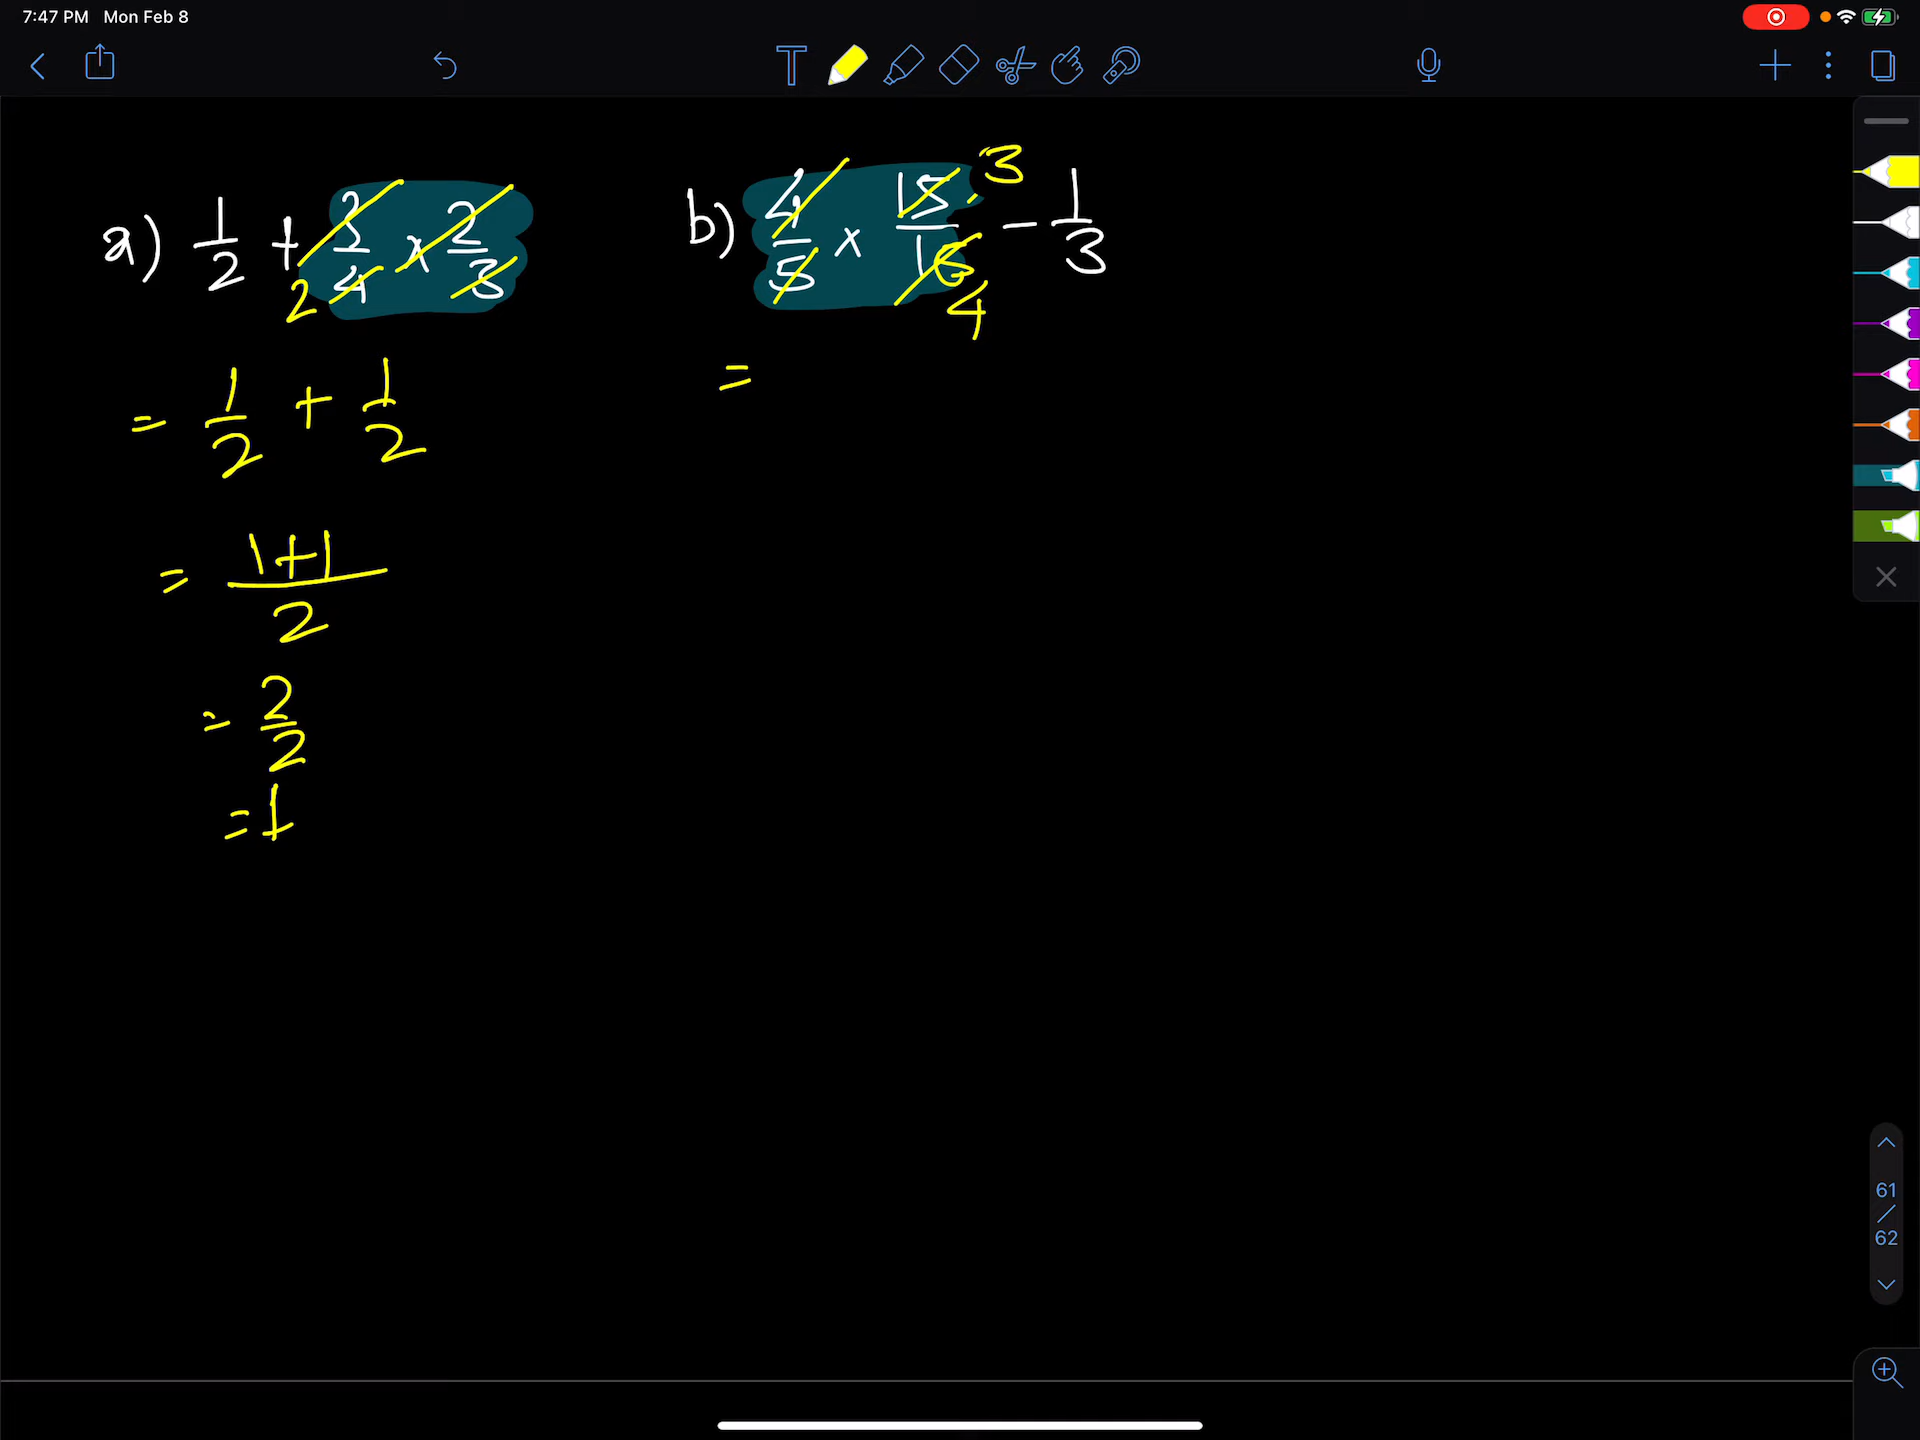 7:47 PM Mon Feb 8
a) 1/2 + 3/4 × 2/3
2
= 1/2 + 1/2
= 1+1/2
= 2/2
= 1
b) 4/5 × 15/16 - 1/3
3
4
=
61
/
62